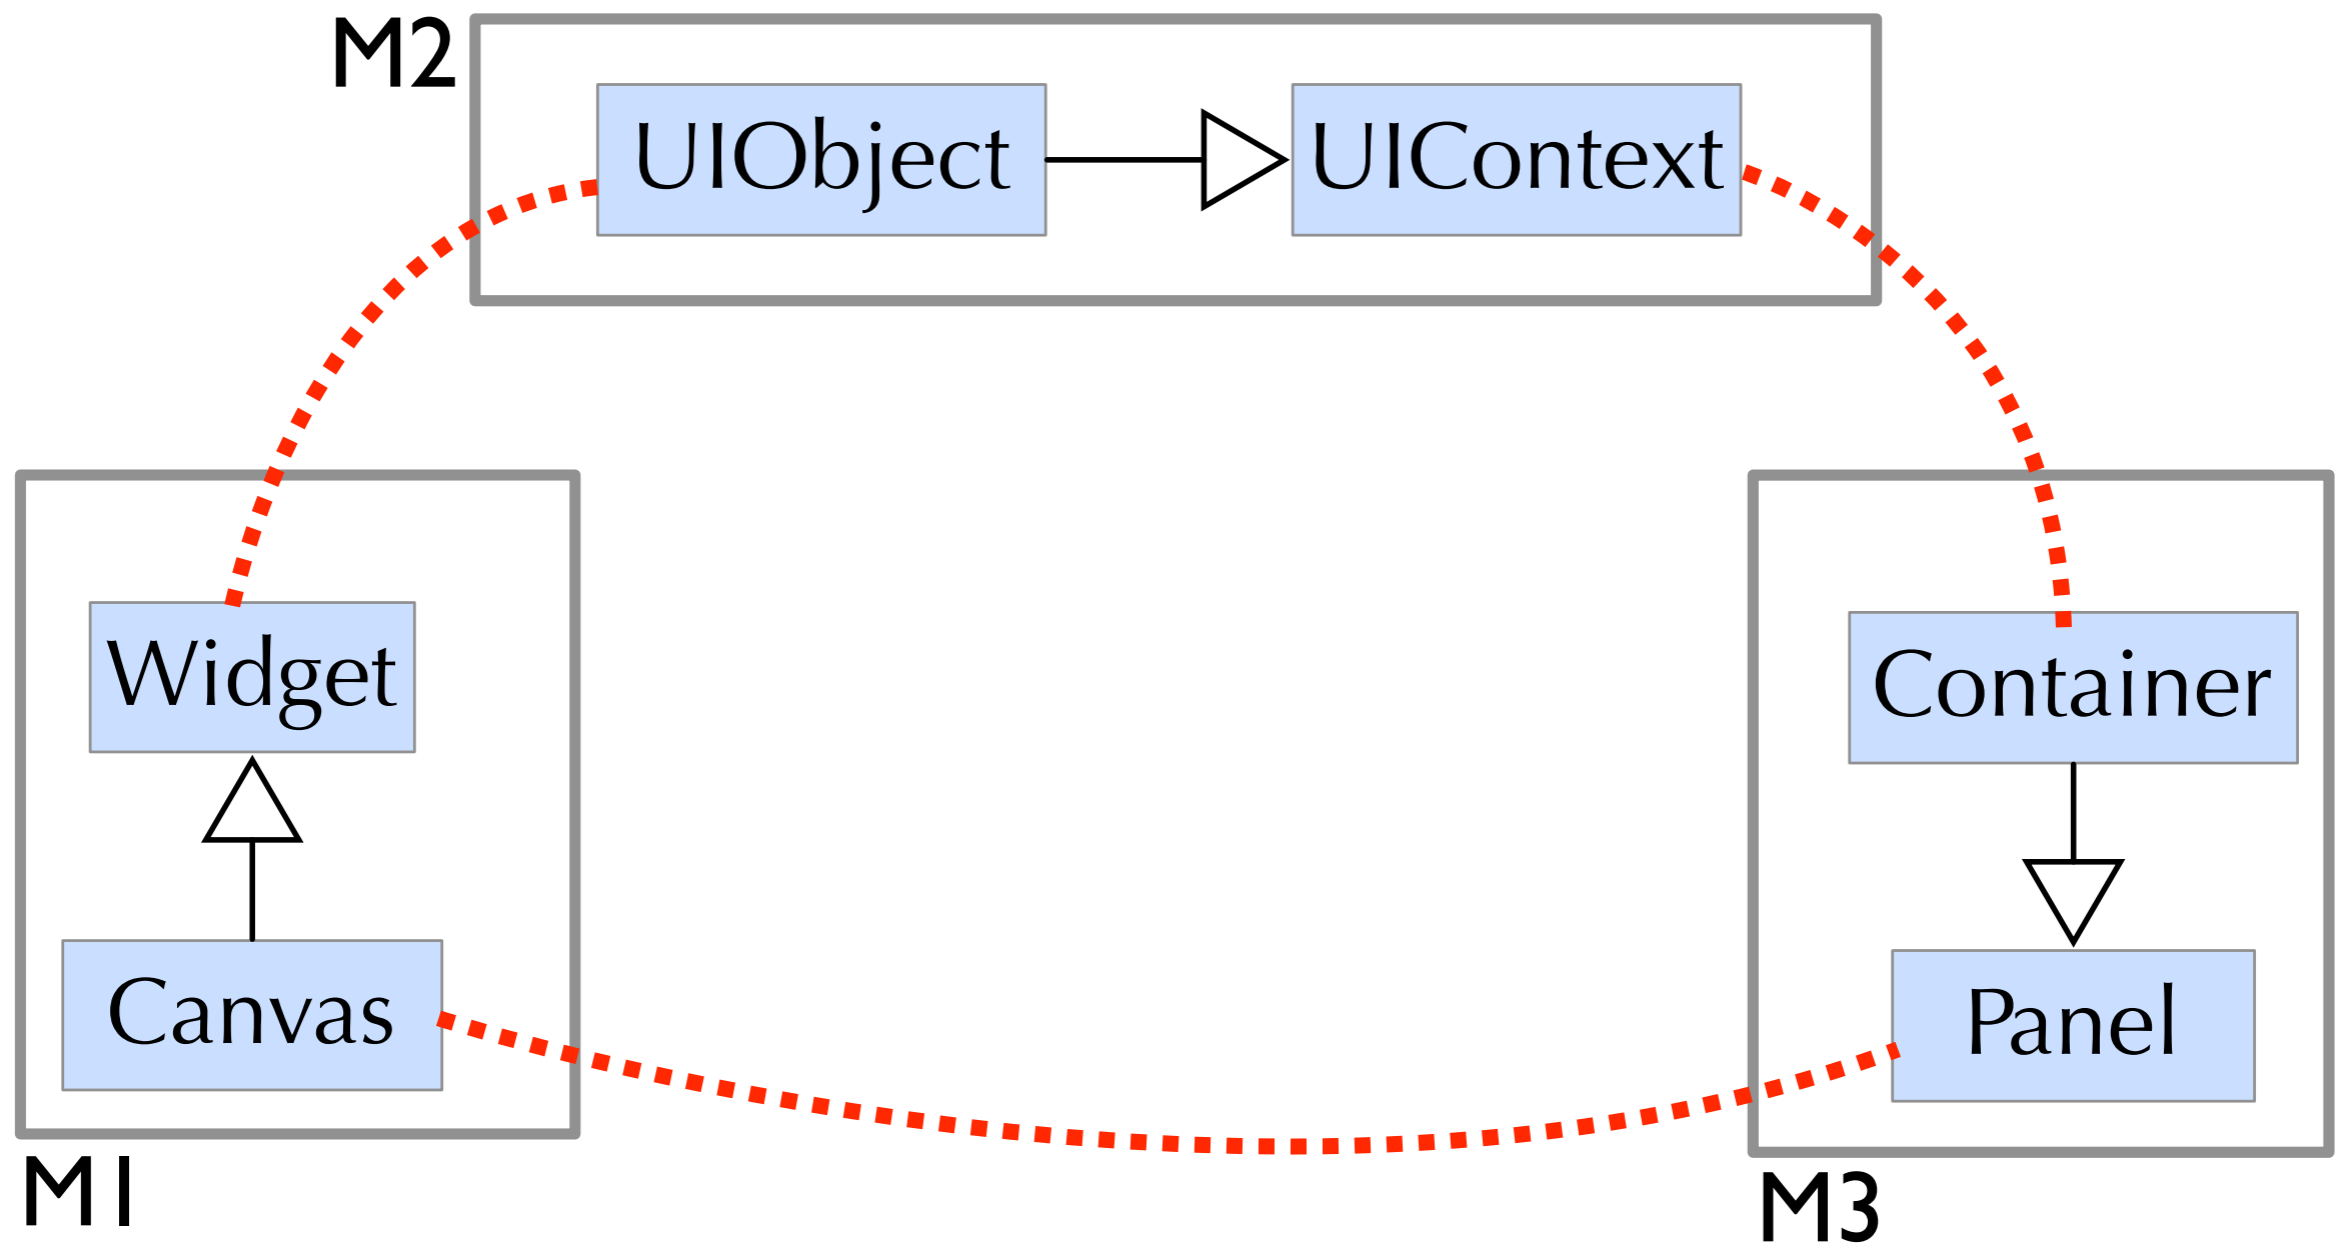 M2
UIObject
UIContext
Widget
Container
Canvas
Panel
M1
M3